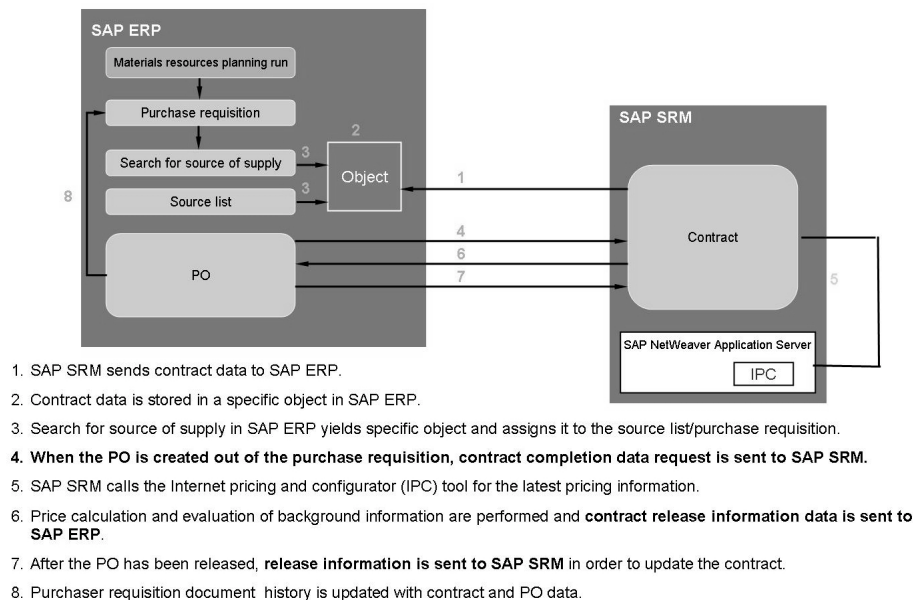 SAP ERP
Materials resources planning run
Purchase requisition
SAP SRM
2
Search for source of supply
3
Object
1
3
8
Source list
4
Contract
6
PO
7
5
SAP NetWeaver Application Server
IPC
1. SAP SRM sends contract data to SAP ERP.
2. Contract data is stored in a specific object in SAP ERP.
3. Search for source of supply in SAP ERP yields specific object and assigns it to the source list/purchase requisition.
4. When the PO is created out of the purchase requisition, contract completion data request is sent to SAP SRM.
5. SAP SRM calls the Internet pricing and configurator (IPC) tool for the latest pricing information.
6. Price calculation and evaluation of background information are performed and contract release information data is sent to
SAP ERP.
7. After the PO has been released, release information is sent to SAP SRM in order to update the contract.
8. Purchaser requisition document history is updated with contract and PO data.